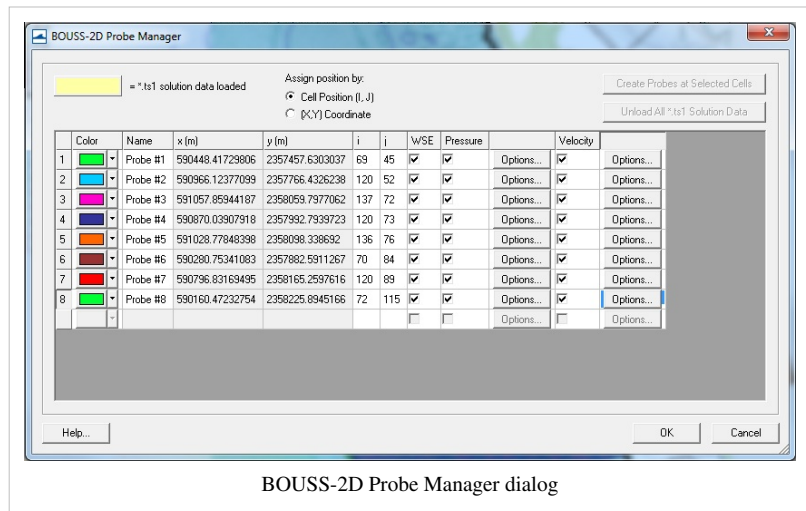 BOUSS-2D Probe Manager
= *.ts1 solution data loaded
Assign position by:
Cell Position (I, J)
(X,Y) Coordinate
Create Probes at Selected Cells
Unload All *.ts1 Solution Data
Color Name x (m) y (m) i j WSE Pressure Velocity
1 Probe #1 590448.41729806 2357457.6303037 69 45 Options... Options...
2 Probe #2 590966.12377099 2357766.4326238 120 52 Options... Options...
3 Probe #3 591057.85944187 2358059.7977062 137 72 Options... Options...
4 Probe #4 590870.03907918 2357992.7939723 120 73 Options... Options...
5 Probe #5 591028.77848398 2358098.338692 136 76 Options... Options...
6 Probe #6 590280.75341083 2357882.5911267 70 84 Options... Options...
7 Probe #7 590796.83169495 2358165.2597616 120 89 Options... Options...
8 Probe #8 590160.47232754 2358225.8945166 72 115 Options... Options...
Options... Options...
Help... OK Cancel
BOUSS-2D Probe Manager dialog